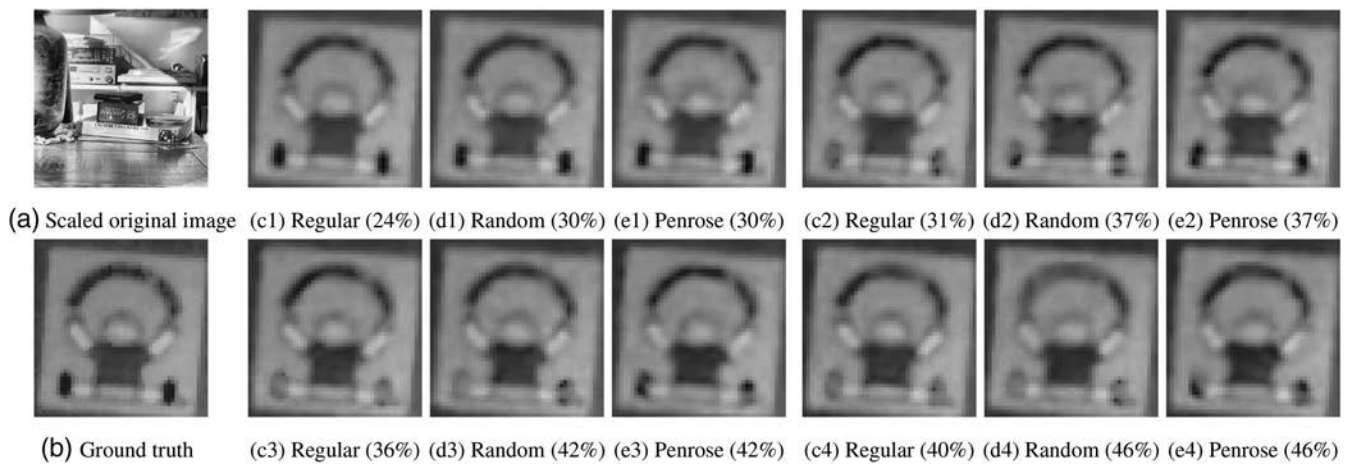 (a) Scaled original image (c1) Regular (24%) (d1) Random (30%) (e1) Penrose (30%) (c2) Regular (31%) (d2) Random (37%) (e2) Penrose (37%)
(b) Ground truth (c3) Regular (36%) (d3) Random (42%) (e3) Penrose (42%) (c4) Regular (40%) (d4) Random (46%) (e4) Penrose (46%)